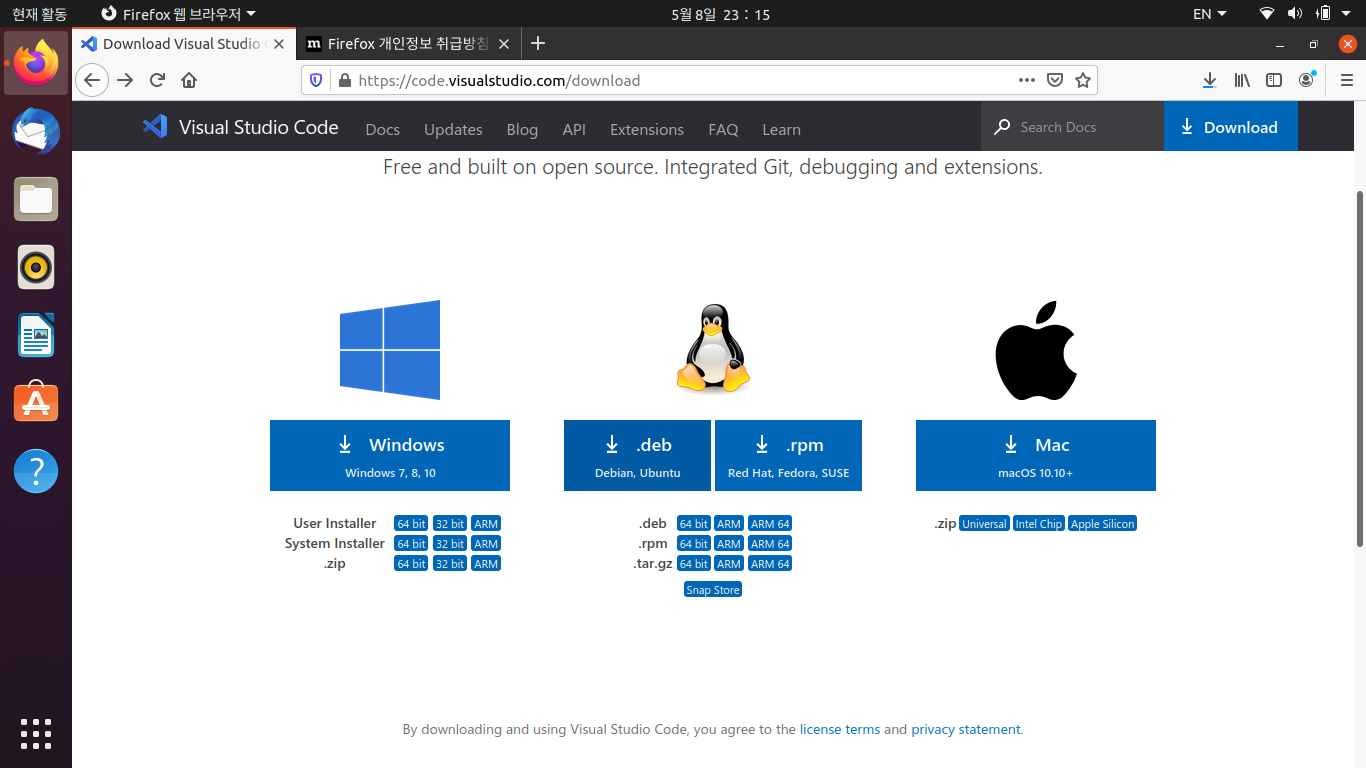 현재 활동 Firefox 웹 브라우저 5월 8일 23 : 15 EN
Download Visual Studio Firefox 개인정보 취급방침
https://code.visualstudio.com/download
Visual Studio Code Docs Updates Blog API Extensions FAQ Learn Search Docs Download
Free and built on open source. Integrated Git, debugging and extensions.
Windows .deb .rpm Mac
Windows 7, 8, 10 Debian, Ubuntu Red Hat, Fedora, SUSE macOS 10.10+
User Installer 64 bit 32 bit ARM .deb 64 bit ARM ARM 64 .zip Universal Intel Chip Apple Silicon
System Installer 64 bit 32 bit ARM .rpm 64 bit ARM ARM 64
.zip 64 bit 32 bit ARM .tar.gz 64 bit ARM ARM 64
Snap Store
By downloading and using Visual Studio Code, you agree to the license terms and privacy statement.